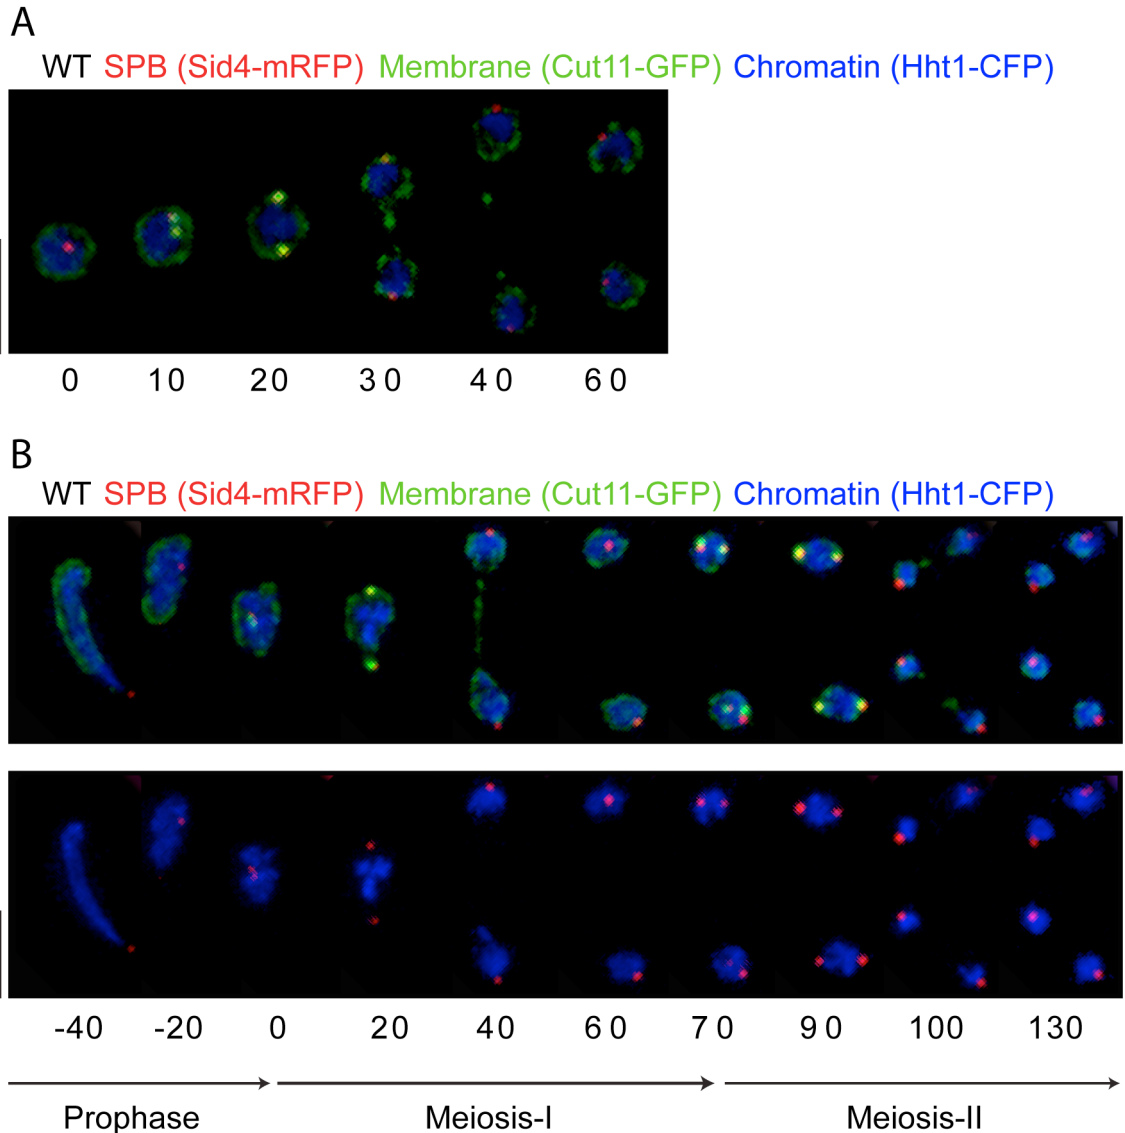 A
WT SPB (Sid4-mRFP) Membrane (Cut11-GFP) Chromatin (Hht1-CFP)
0 10 20 30 40 60
B
WT SPB (Sid4-mRFP) Membrane (Cut11-GFP) Chromatin (Hht1-CFP)
-40 -20 0 20 40 60 70 90 100 130
Prophase Meiosis-I Meiosis-II